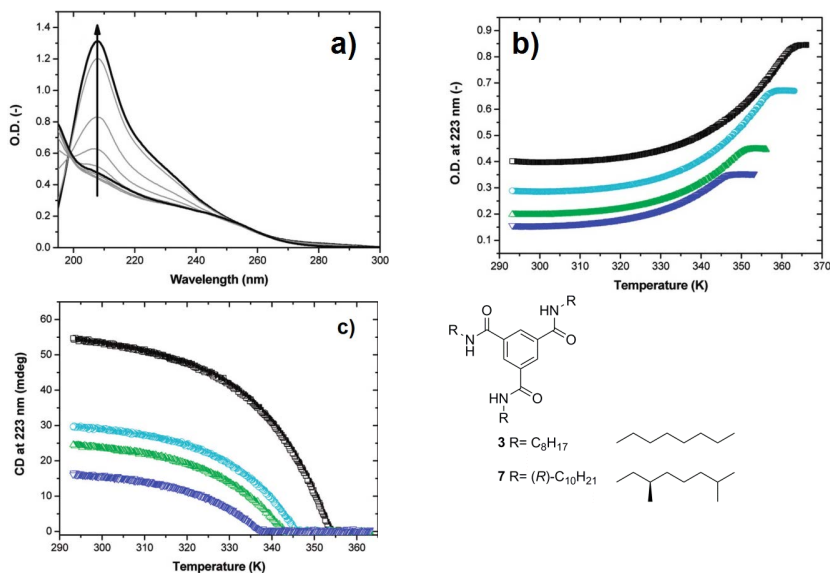 a)
O.D. (-)
1.4
1.2
1.0
0.8
0.6
0.4
0.2
0.0
200 220 240 260 280 300
Wavelength (nm)
b)
O.D. at 223 nm (-)
0.9
0.8
0.7
0.6
0.5
0.4
0.3
0.2
0.1
290 300 310 320 330 340 350 360 370
Temperature (K)
c)
CD at 223 nm (mdeg)
60
50
40
30
20
10
0
290 300 310 320 330 340 350 360
Temperature (K)
R
HN
O
R
O
N
H
HN
O
R
3 R= C8H17
7 R= (R)-C10H21